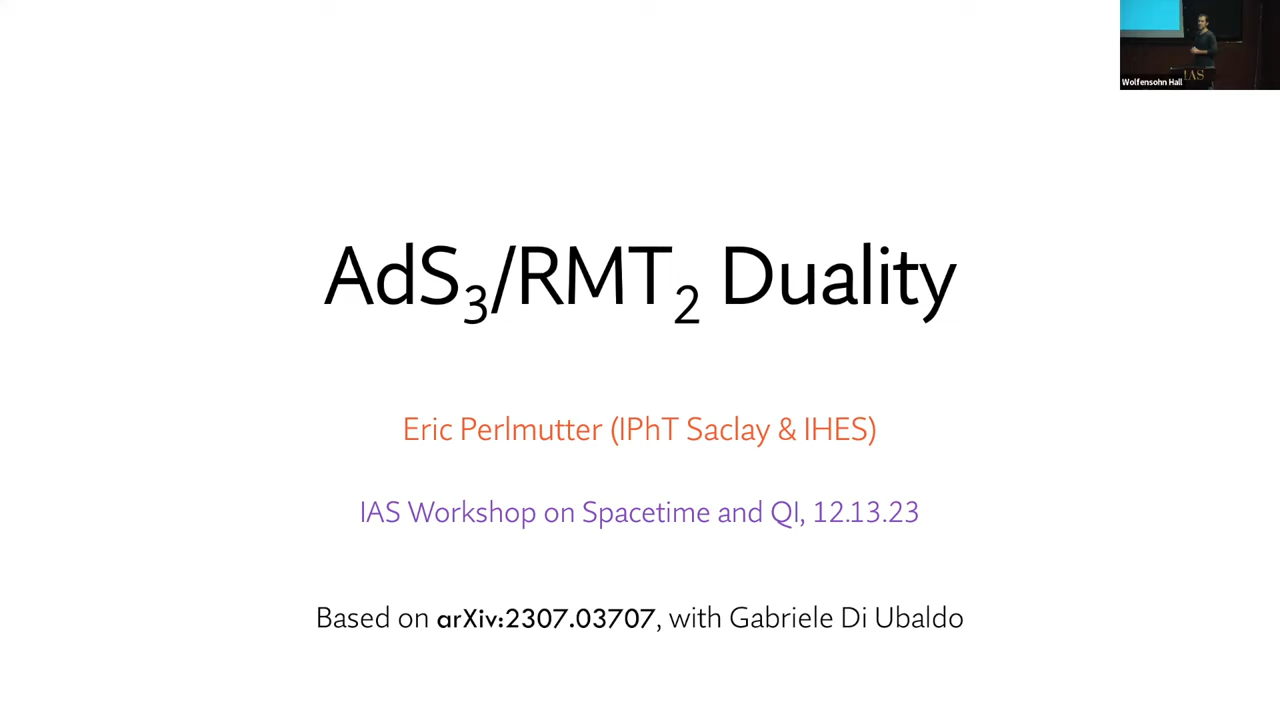 Wolfensohn Hall
IAS
AdS₃/RMT₂ Duality
Eric Perlmutter (IPhT Saclay & IHES)
IAS Workshop on Spacetime and QI, 12.13.23
Based on arXiv:2307.03707, with Gabriele Di Ubaldo